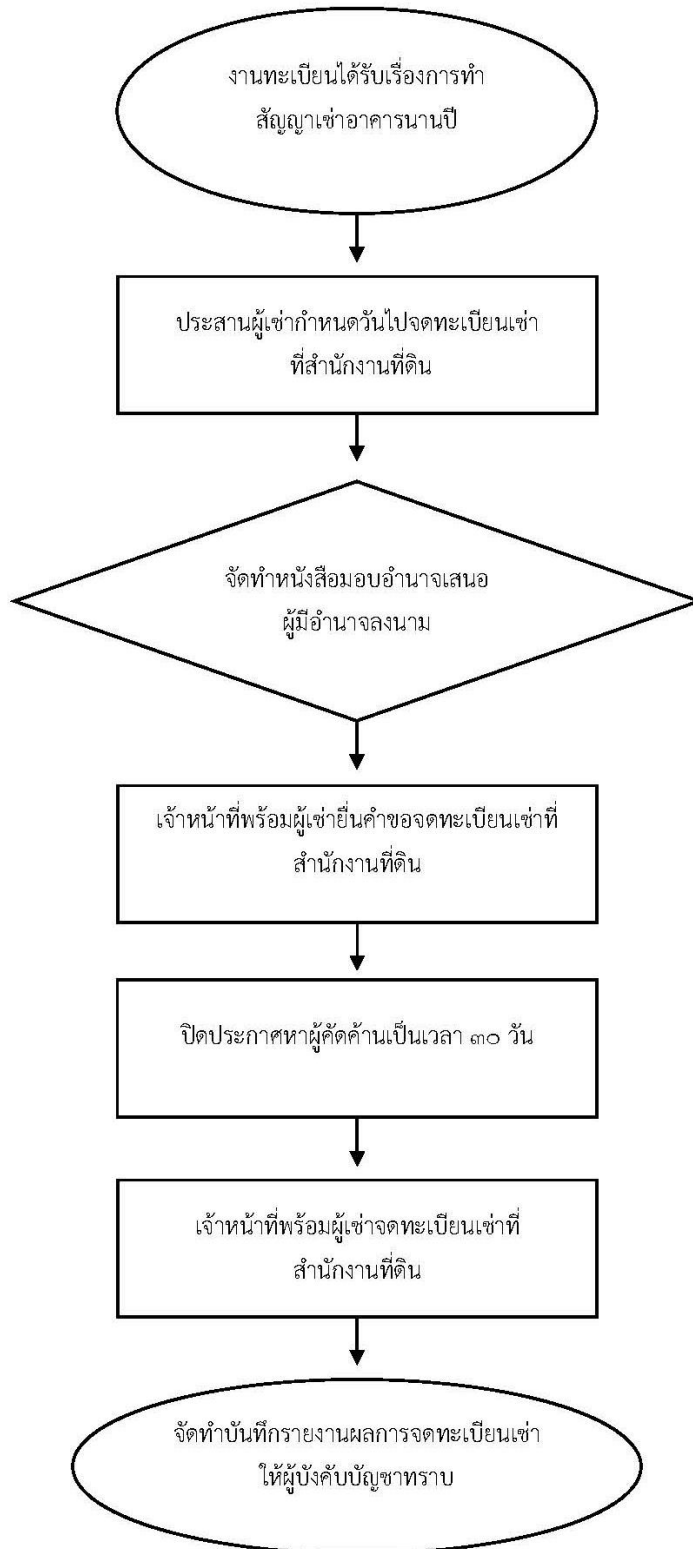 งานทะเบียนได้รับเรื่องการทำ
สัญญาเช่าอาคารนานปี
ประสานผู้เช่ากำหนดวันไปจดทะเบียนเช่า
ที่สำนักงานที่ดิน
จัดทำหนังสือมอบอำนาจเสนอ
ผู้มีอำนาจลงนาม
เจ้าหน้าที่พร้อมผู้เช่ายื่นคำขอจดทะเบียนเช่าที่
สำนักงานที่ดิน
ปิดประกาศหาผู้คัดค้านเป็นเวลา ๓๐ วัน
เจ้าหน้าที่พร้อมผู้เช่าจดทะเบียนเช่าที่
สำนักงานที่ดิน
จัดทำบันทึกรายงานผลการจดทะเบียนเช่า
ให้ผู้บังคับบัญชาทราบ